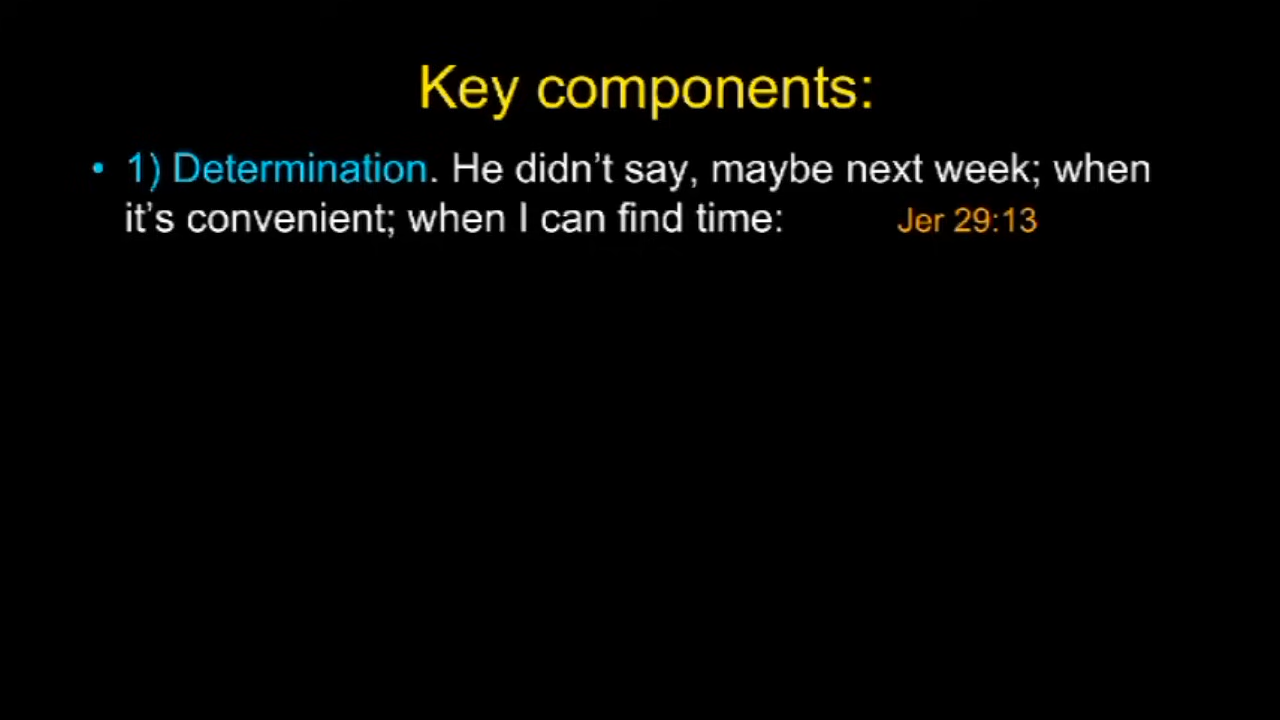 Key components:
• 1) Determination. He didn’t say, maybe next week; when
it’s convenient; when I can find time: Jer 29:13